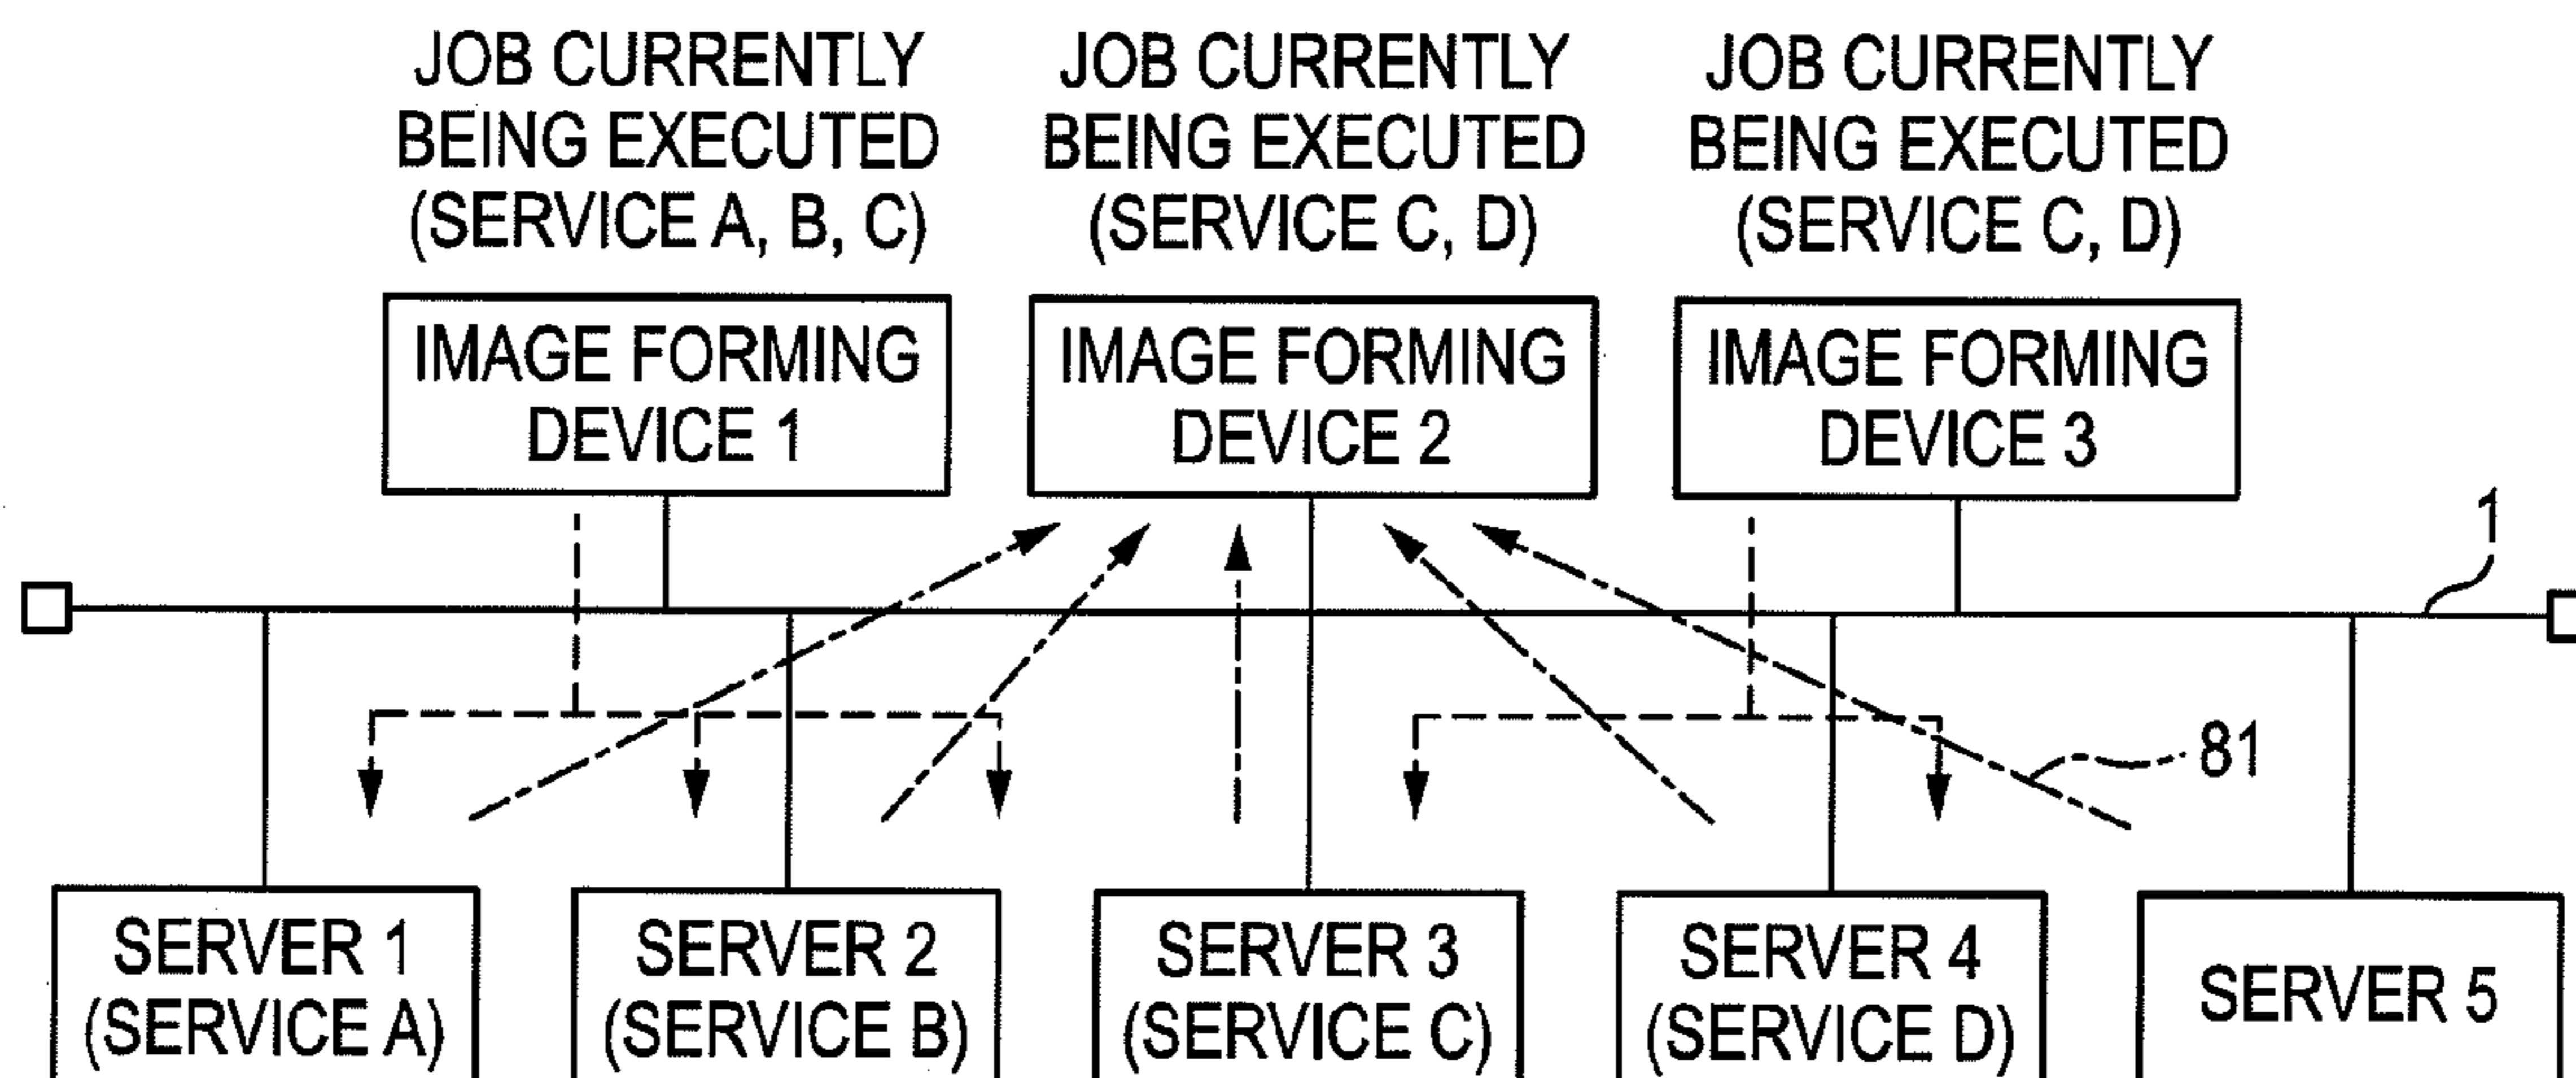 JOB CURRENTLY
BEING EXECUTED
(SERVICE A, B, C)
JOB CURRENTLY
BEING EXECUTED
(SERVICE C, D)
JOB CURRENTLY
BEING EXECUTED
(SERVICE C, D)
IMAGE FORMING
DEVICE 1
IMAGE FORMING
DEVICE 2
IMAGE FORMING
DEVICE 3
1
81
SERVER 1
(SERVICE A)
SERVER 2
(SERVICE B)
SERVER 3
(SERVICE C)
SERVER 4
(SERVICE D)
SERVER 5